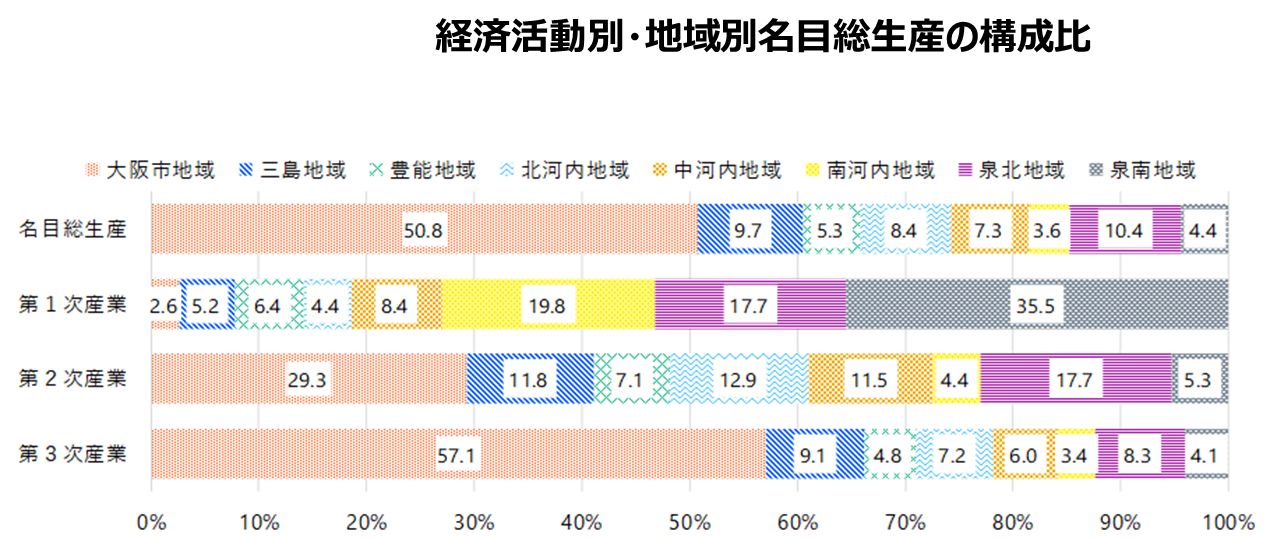 経済活動別･地域別名目総生産の構成比
大阪市地域 三島地域 豊能地域 北河内地域 中河内地域 南河内地域 泉北地域 泉南地域
名目総生産 50.8 9.7 5.3 8.4 7.3 3.6 10.4 4.4
第1次産業 2.6 5.2 6.4 4.4 8.4 19.8 17.7 35.5
第2次産業 29.3 11.8 7.1 12.9 11.5 4.4 17.7 5.3
第3次産業 57.1 9.1 4.8 7.2 6.0 3.4 8.3 4.1
0% 10% 20% 30% 40% 50% 60% 70% 80% 90% 100%